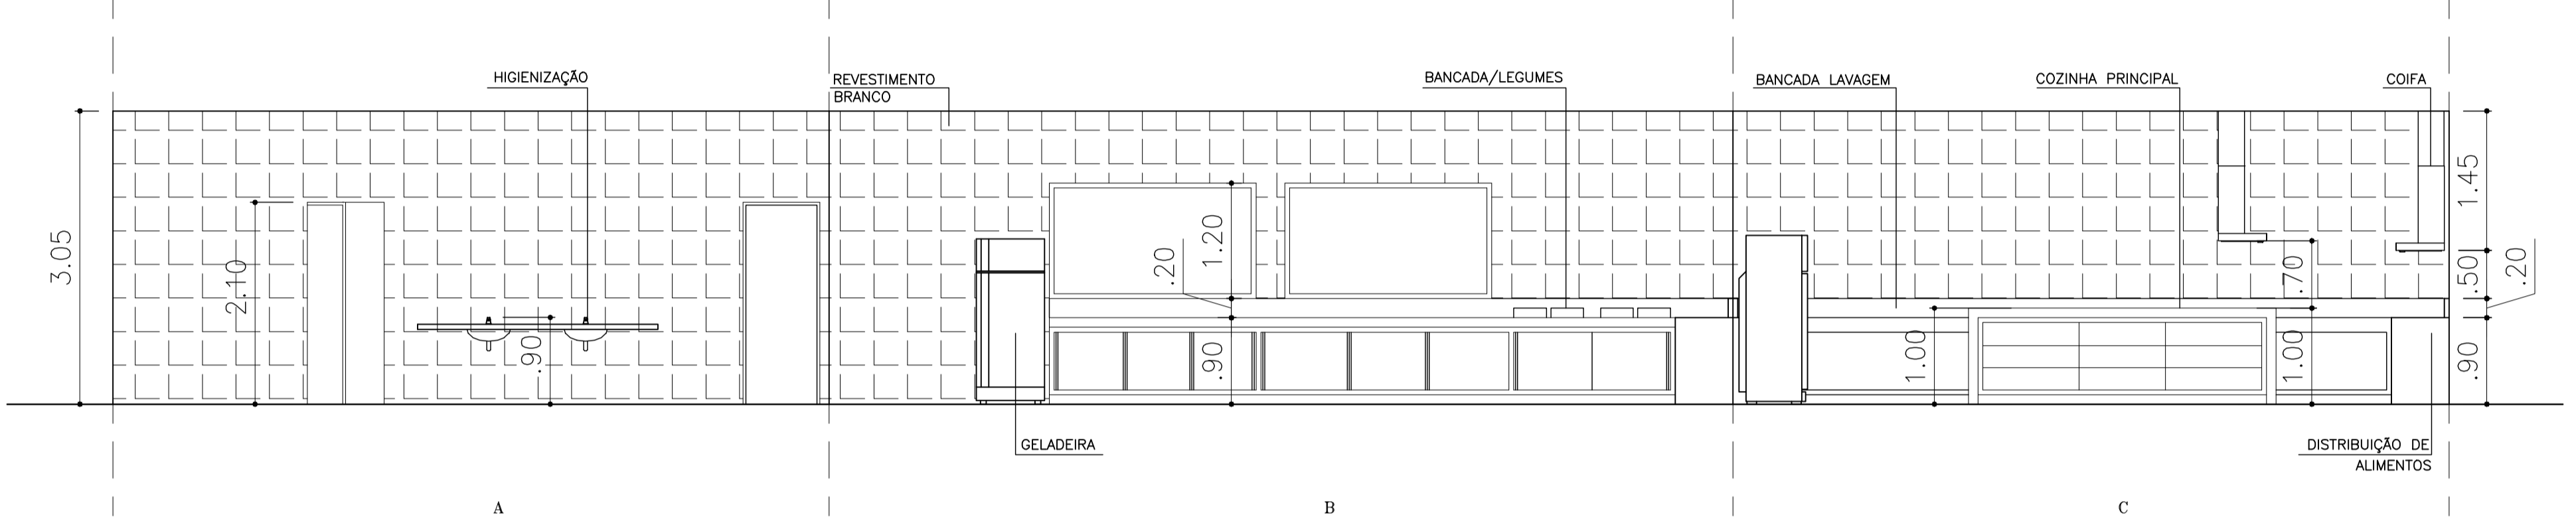 HIGIENIZAÇÃO
REVESTIMENTO
BRANCO
BANCADA/LEGUMES
BANCADA LAVAGEM
COZINHA PRINCIPAL
COIFA
3.05
2.10
.90
.20
1.20
.90
1.00
.70
1.00
1.45
.50
.20
.90
GELADEIRA
DISTRIBUIÇÃO DE
ALIMENTOS
A
B
C